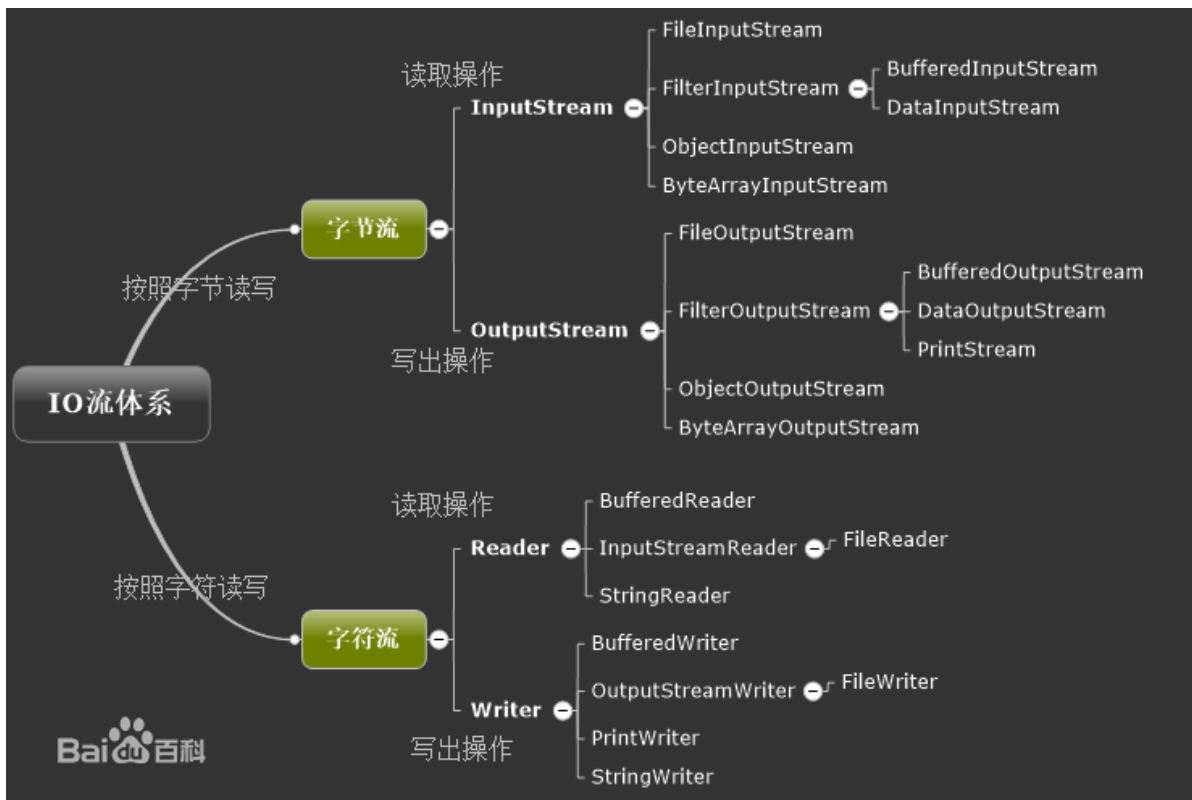 IO流体系
按照字节读写
字节流
读取操作
InputStream
FileInputStream
FilterInputStream
BufferedInputStream
DataInputStream
ObjectInputStream
ByteArrayInputStream
OutputStream
写出操作
FileOutputStream
FilterOutputStream
BufferedOutputStream
DataOutputStream
PrintStream
ObjectOutputStream
ByteArrayOutputStream
按照字符读写
字符流
读取操作
Reader
BufferedReader
InputStreamReader
FileReader
StringReader
Writer
写出操作
BufferedWriter
OutputStreamWriter
FileWriter
PrintWriter
StringWriter
Bai du 百科